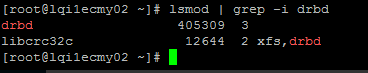 [root@lqi1ecmy02 ~]# lsmod | grep -i drbd
drbd 405309 3
libcrc32c 12644 2 xfs,drbd
[root@lqi1ecmy02 ~]#